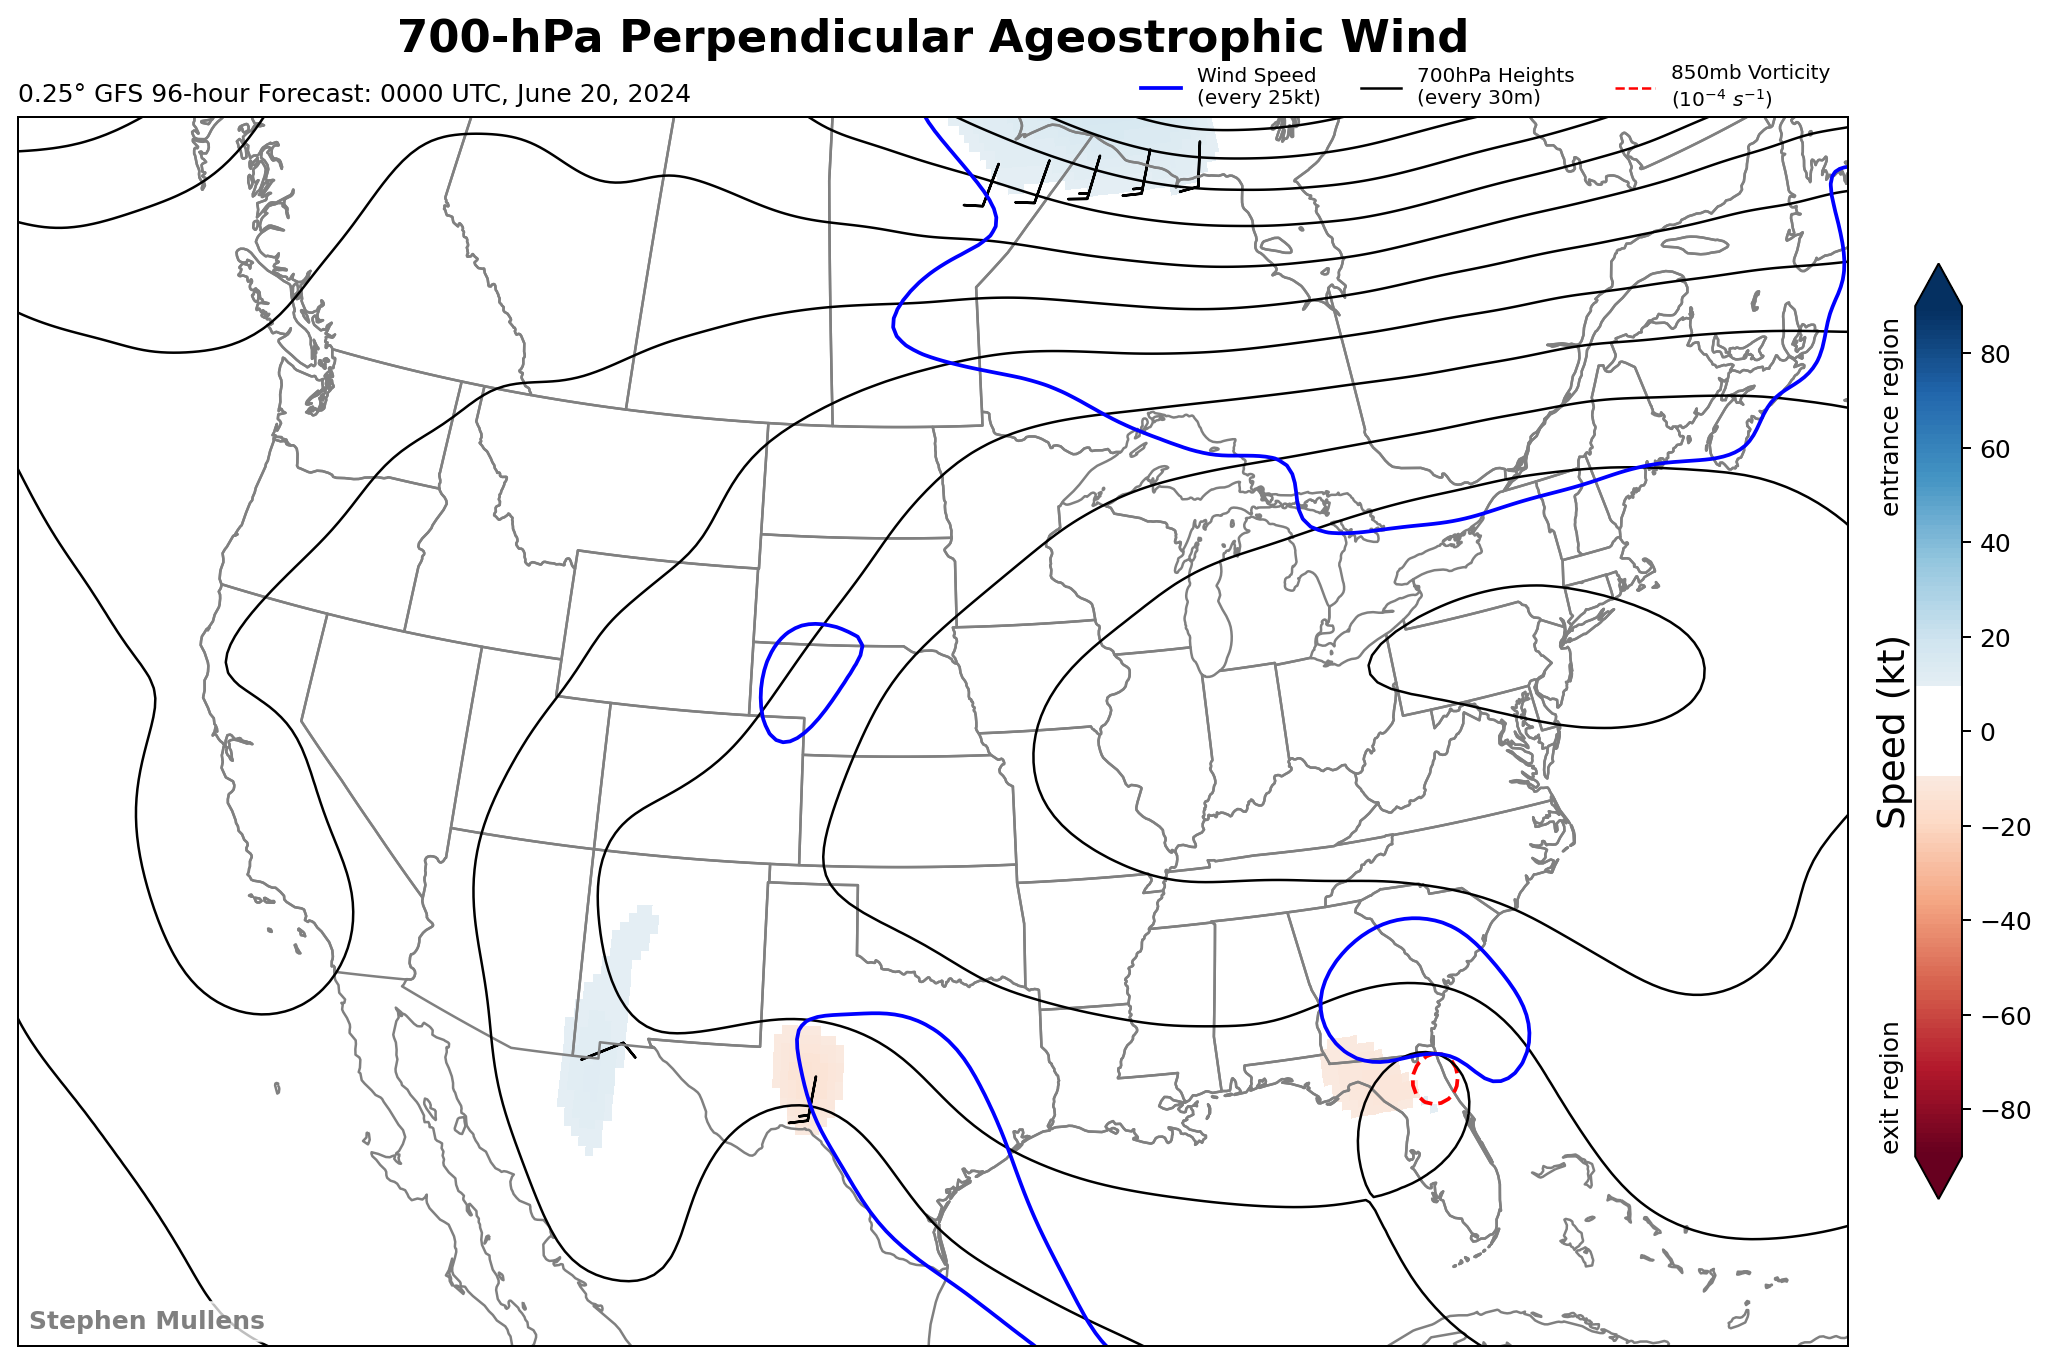 700-hPa Perpendicular Ageostrophic Wind
0.25° GFS 96-hour Forecast: 0000 UTC, June 20, 2024
Wind Speed
(every 25kt)
700hPa Heights
(every 30m)
850mb Vorticity
(10⁻⁴ s⁻¹)
entrance region
Speed (kt)
exit region
80
60
40
20
0
−20
−40
−60
−80
Stephen Mullens